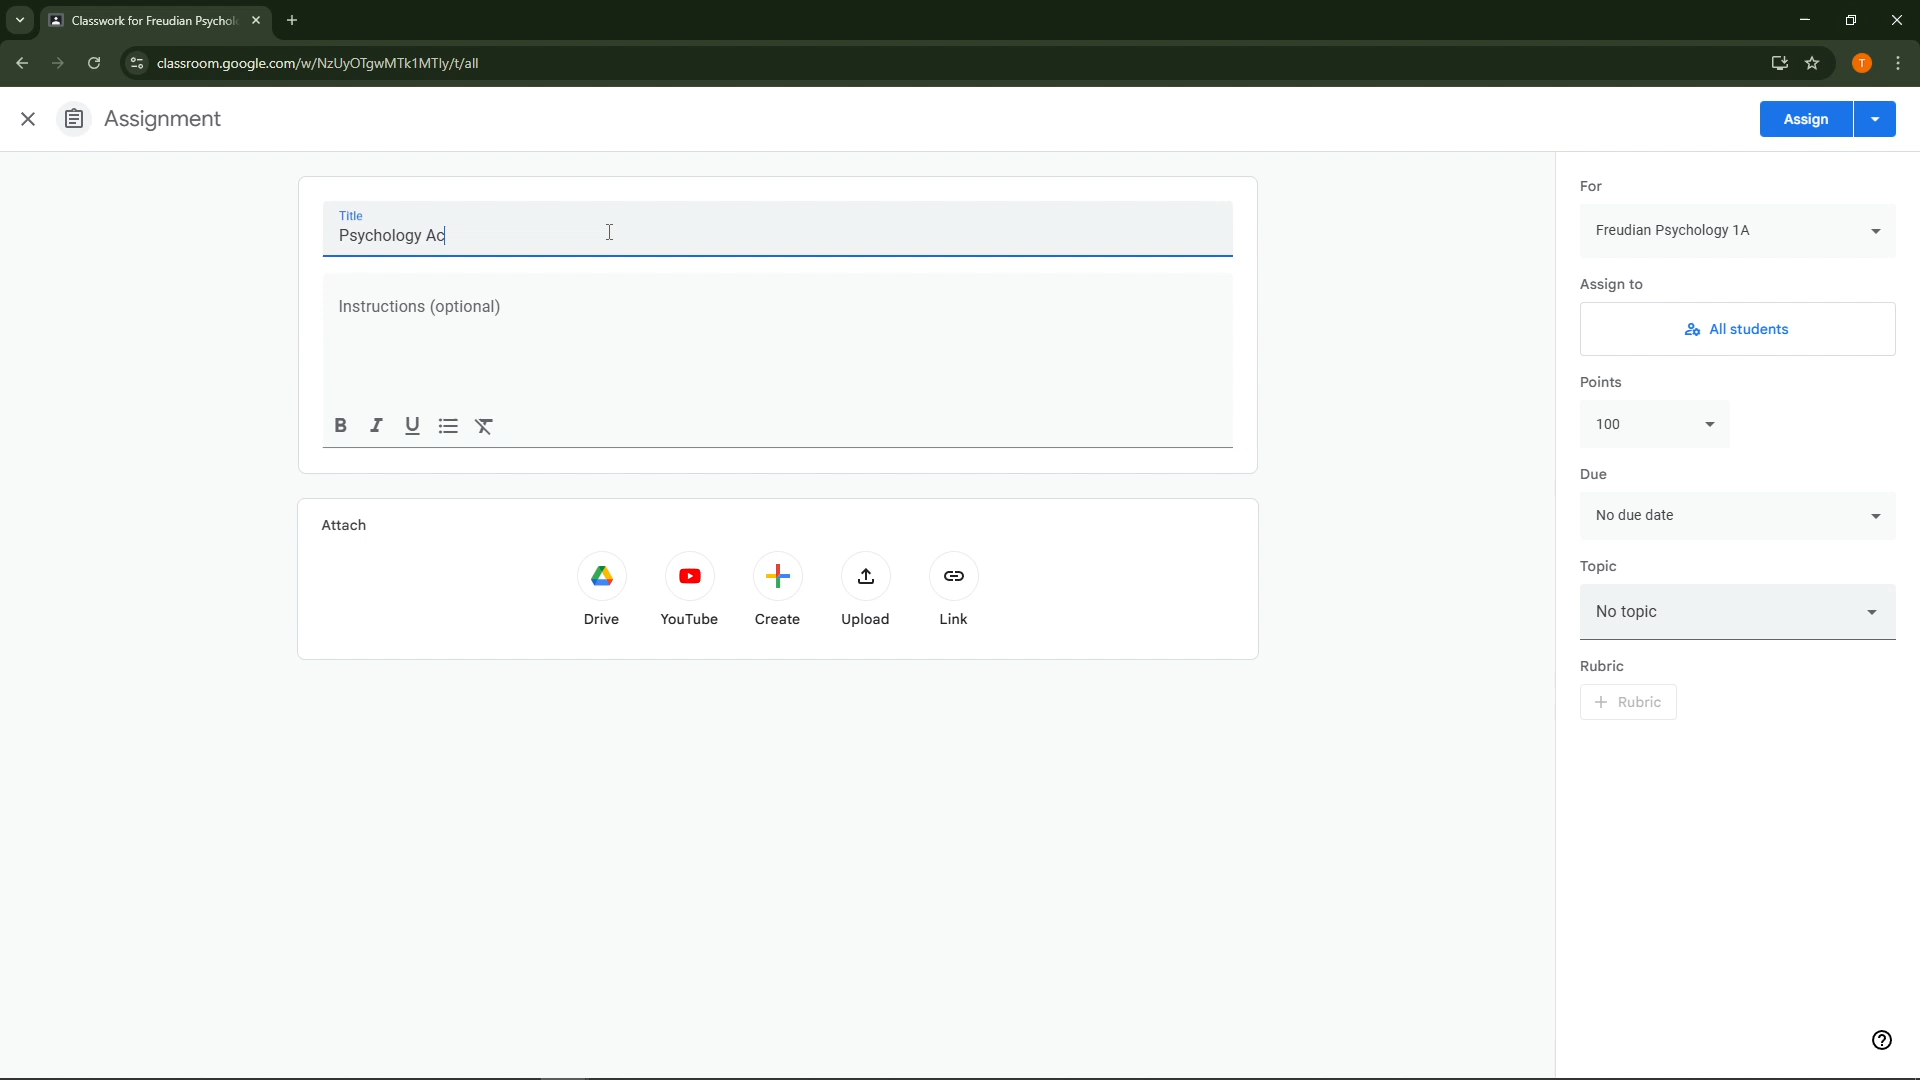 Classwork for Freudian Psychol
classroom.google.com/w/NzUyOTgwMTk1MTIy/t/all
T
Assignment
Assign
Title
Psychology Ac
Instructions (optional)
B I U
Attach
Drive
YouTube
Create
Upload
Link
For
Freudian Psychology 1A
Assign to
All students
Points
100
Due
No due date
Topic
No topic
Rubric
+ Rubric